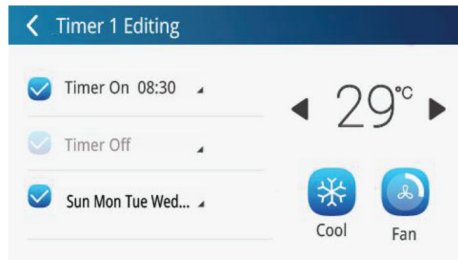 Timer 1 Editing
Timer On 08:30
Timer Off
Sun Mon Tue Wed...
29°C
Cool
Fan